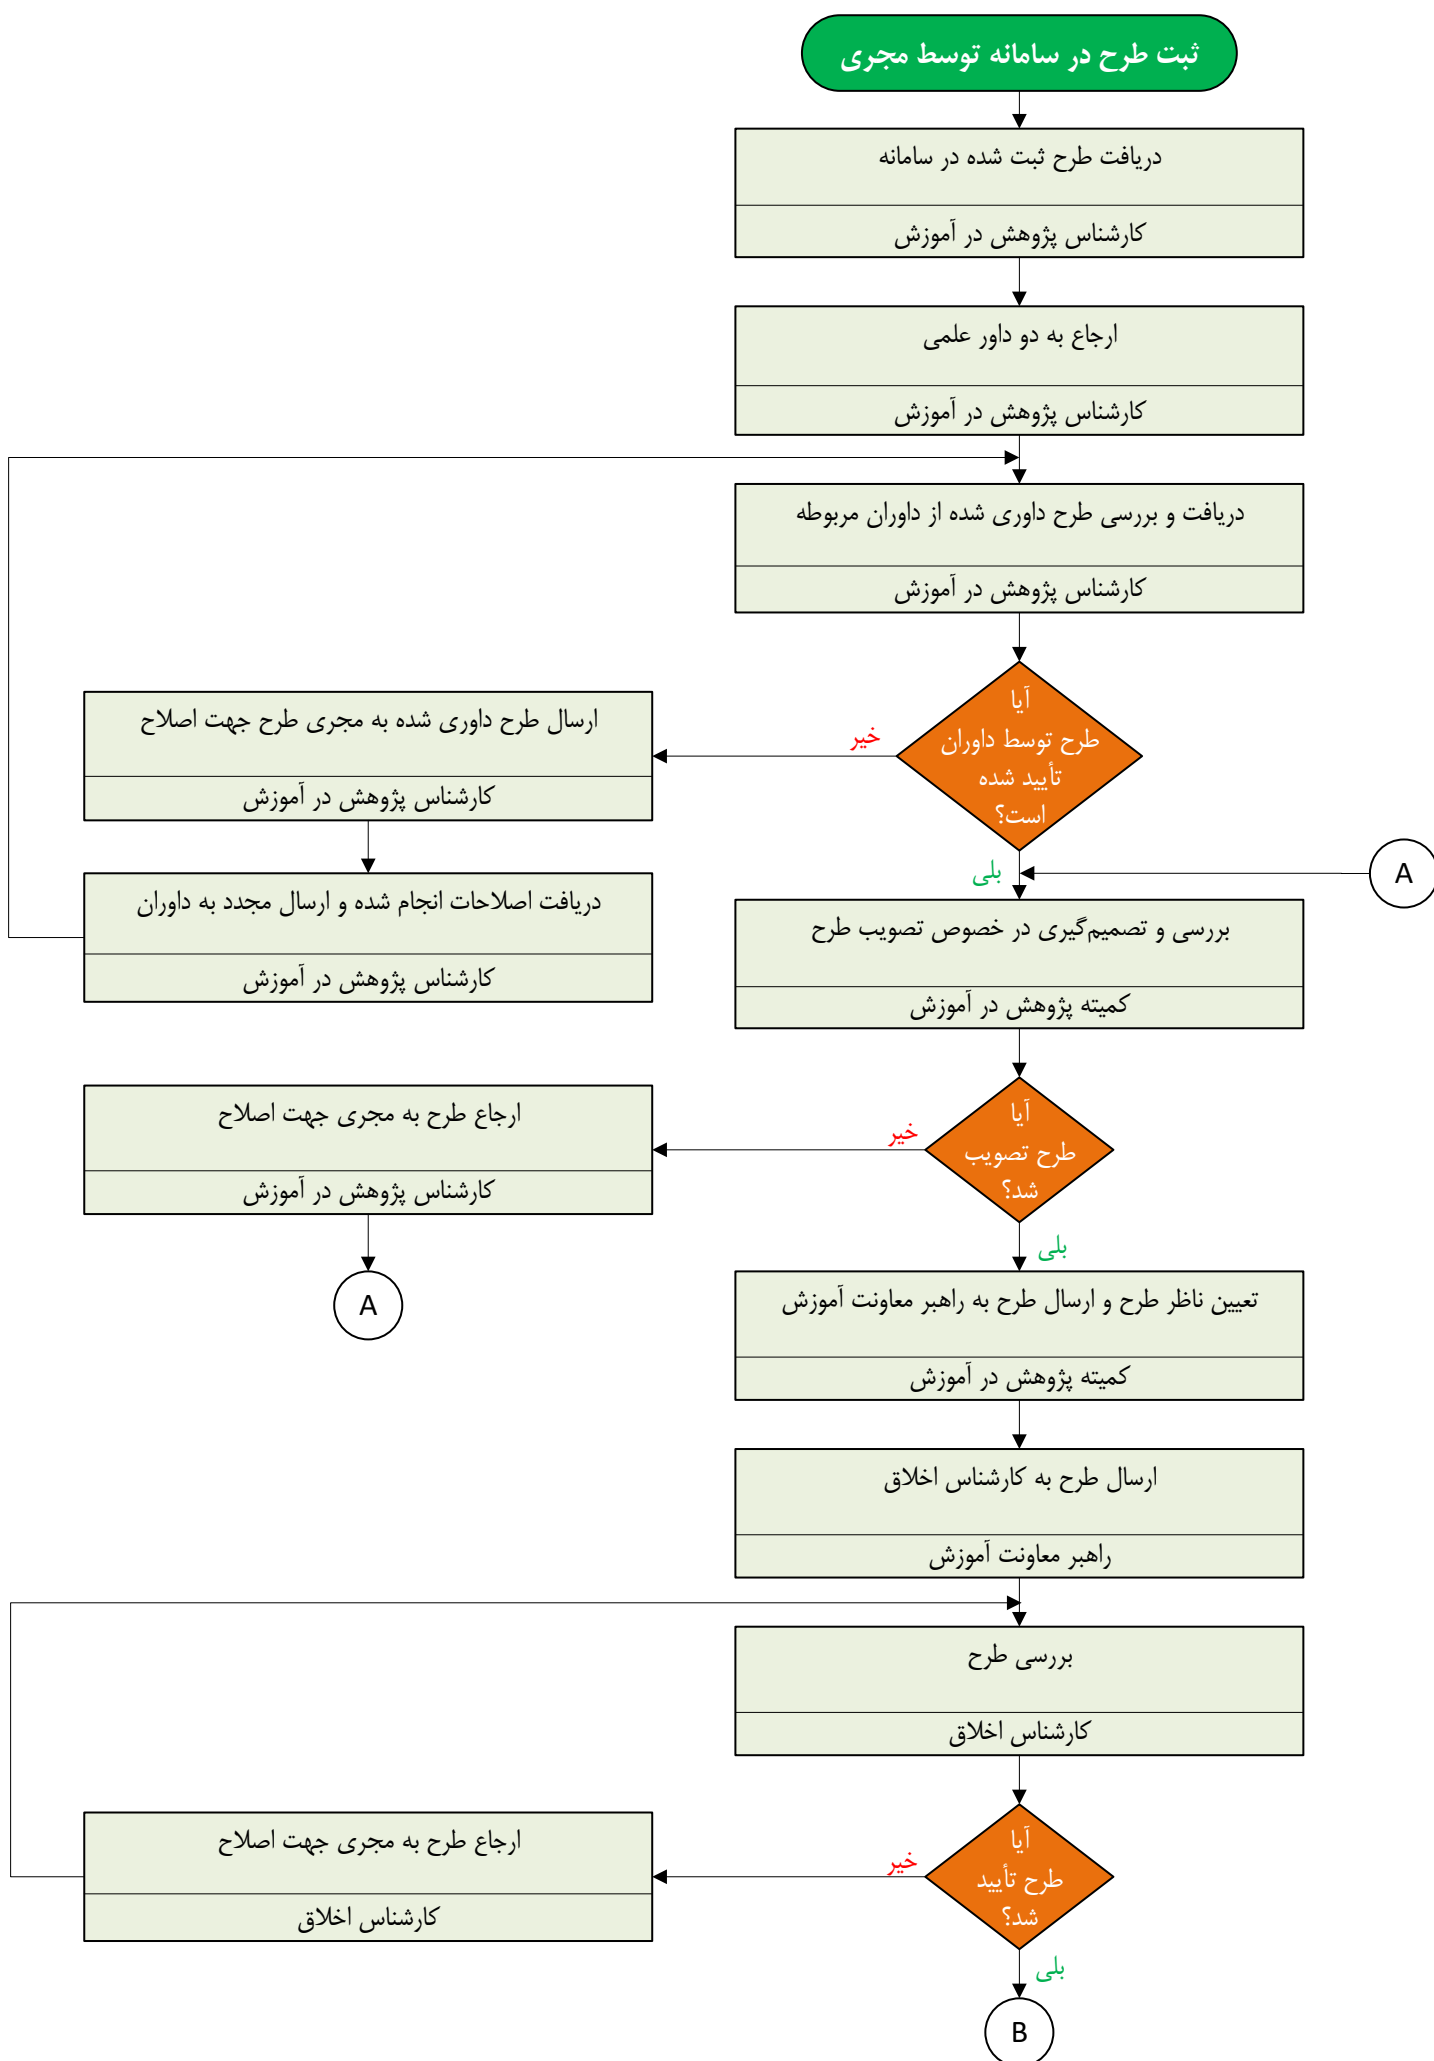 ثبت طرح در سامانه توسط مجری
دریافت طرح ثبت شده در سامانه
کارشناس پژوهش در آموزش
ارجاع به دو داور علمی
کارشناس پژوهش در آموزش
دریافت و بررسی طرح داوری شده از داوران مربوطه
کارشناس پژوهش در آموزش
آیا
طرح توسط داوران
تأیید شده
است؟
خیر
ارسال طرح داوری شده به مجری طرح جهت اصلاح
کارشناس پژوهش در آموزش
دریافت اصلاحات انجام شده و ارسال مجدد به داوران
کارشناس پژوهش در آموزش
بلی
A
بررسی و تصمیم‌گیری در خصوص تصویب طرح
کمیته پژوهش در آموزش
آیا
طرح تصویب
شد؟
خیر
ارجاع طرح به مجری جهت اصلاح
کارشناس پژوهش در آموزش
A
بلی
تعیین ناظر طرح و ارسال طرح به راهبر معاونت آموزش
کمیته پژوهش در آموزش
ارسال طرح به کارشناس اخلاق
راهبر معاونت آموزش
بررسی طرح
کارشناس اخلاق
آیا
طرح تأیید
شد؟
خیر
ارجاع طرح به مجری جهت اصلاح
کارشناس اخلاق
بلی
B